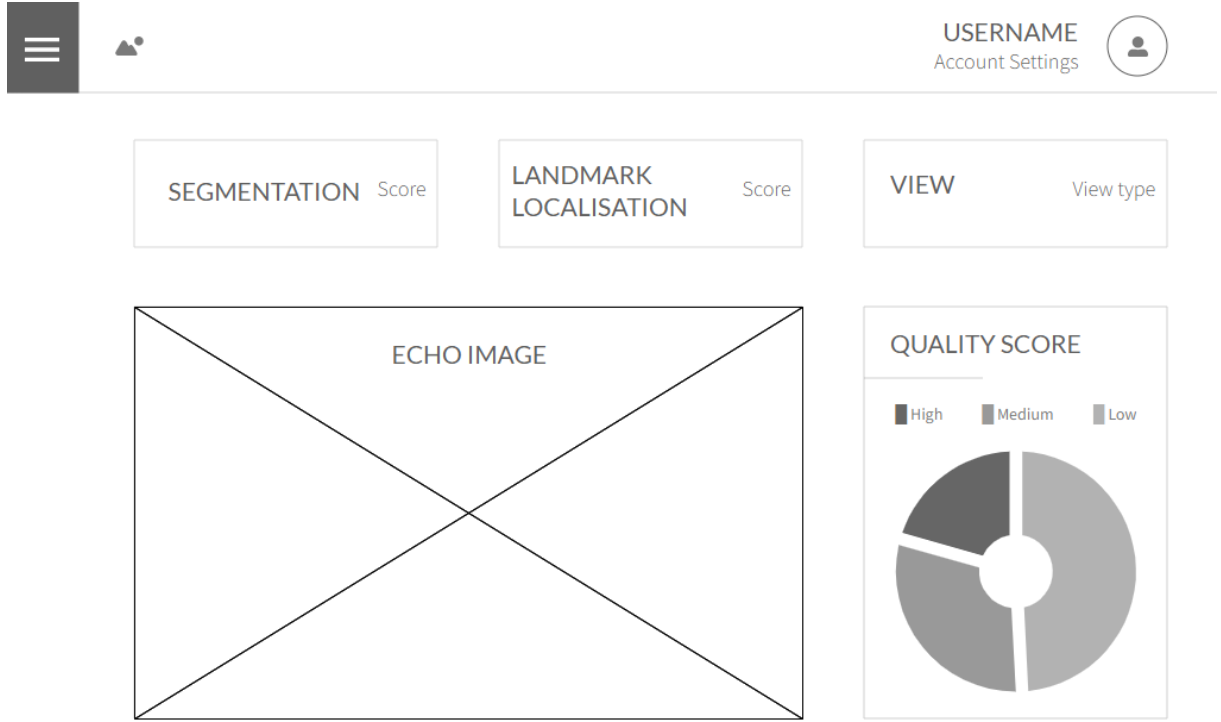 USERNAME
Account Settings
SEGMENTATION Score
LANDMARK
LOCALISATION
Score
VIEW
View type
ECHO IMAGE
QUALITY SCORE
High Medium Low